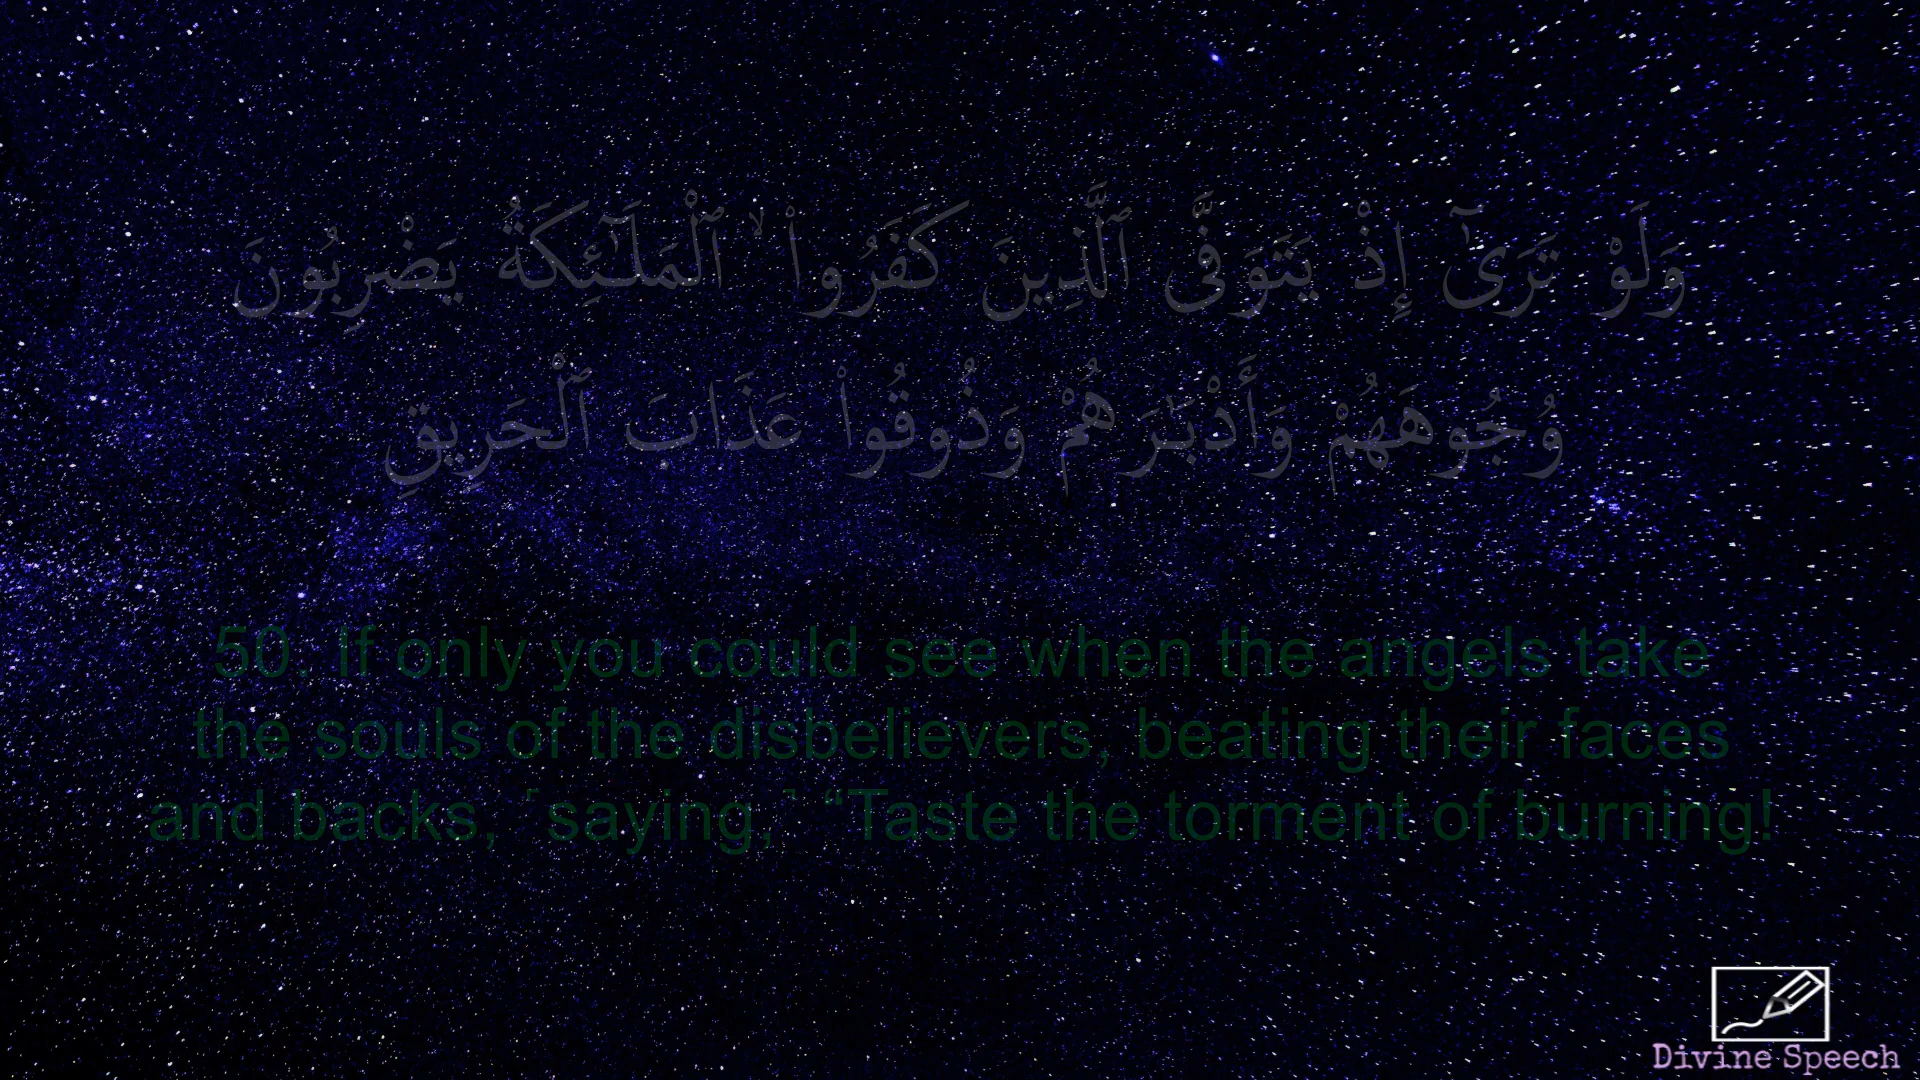 وَلَوْ تَرَىٰٓ إِذْ يَتَوَفَّى ٱلَّذِينَ كَفَرُوا۟ ۙ ٱلْمَلَـٰٓئِكَةُ يَضْرِبُونَ
وُجُوهَهُمْ وَأَدْبَـٰرَهُمْ وَذُوقُوا۟ عَذَابَ ٱلْحَرِيقِ
50. If only you could see when the angels take
the souls of the disbelievers, beating their faces
and backs, ˹saying,˺ “Taste the torment of burning!
Divine Speech